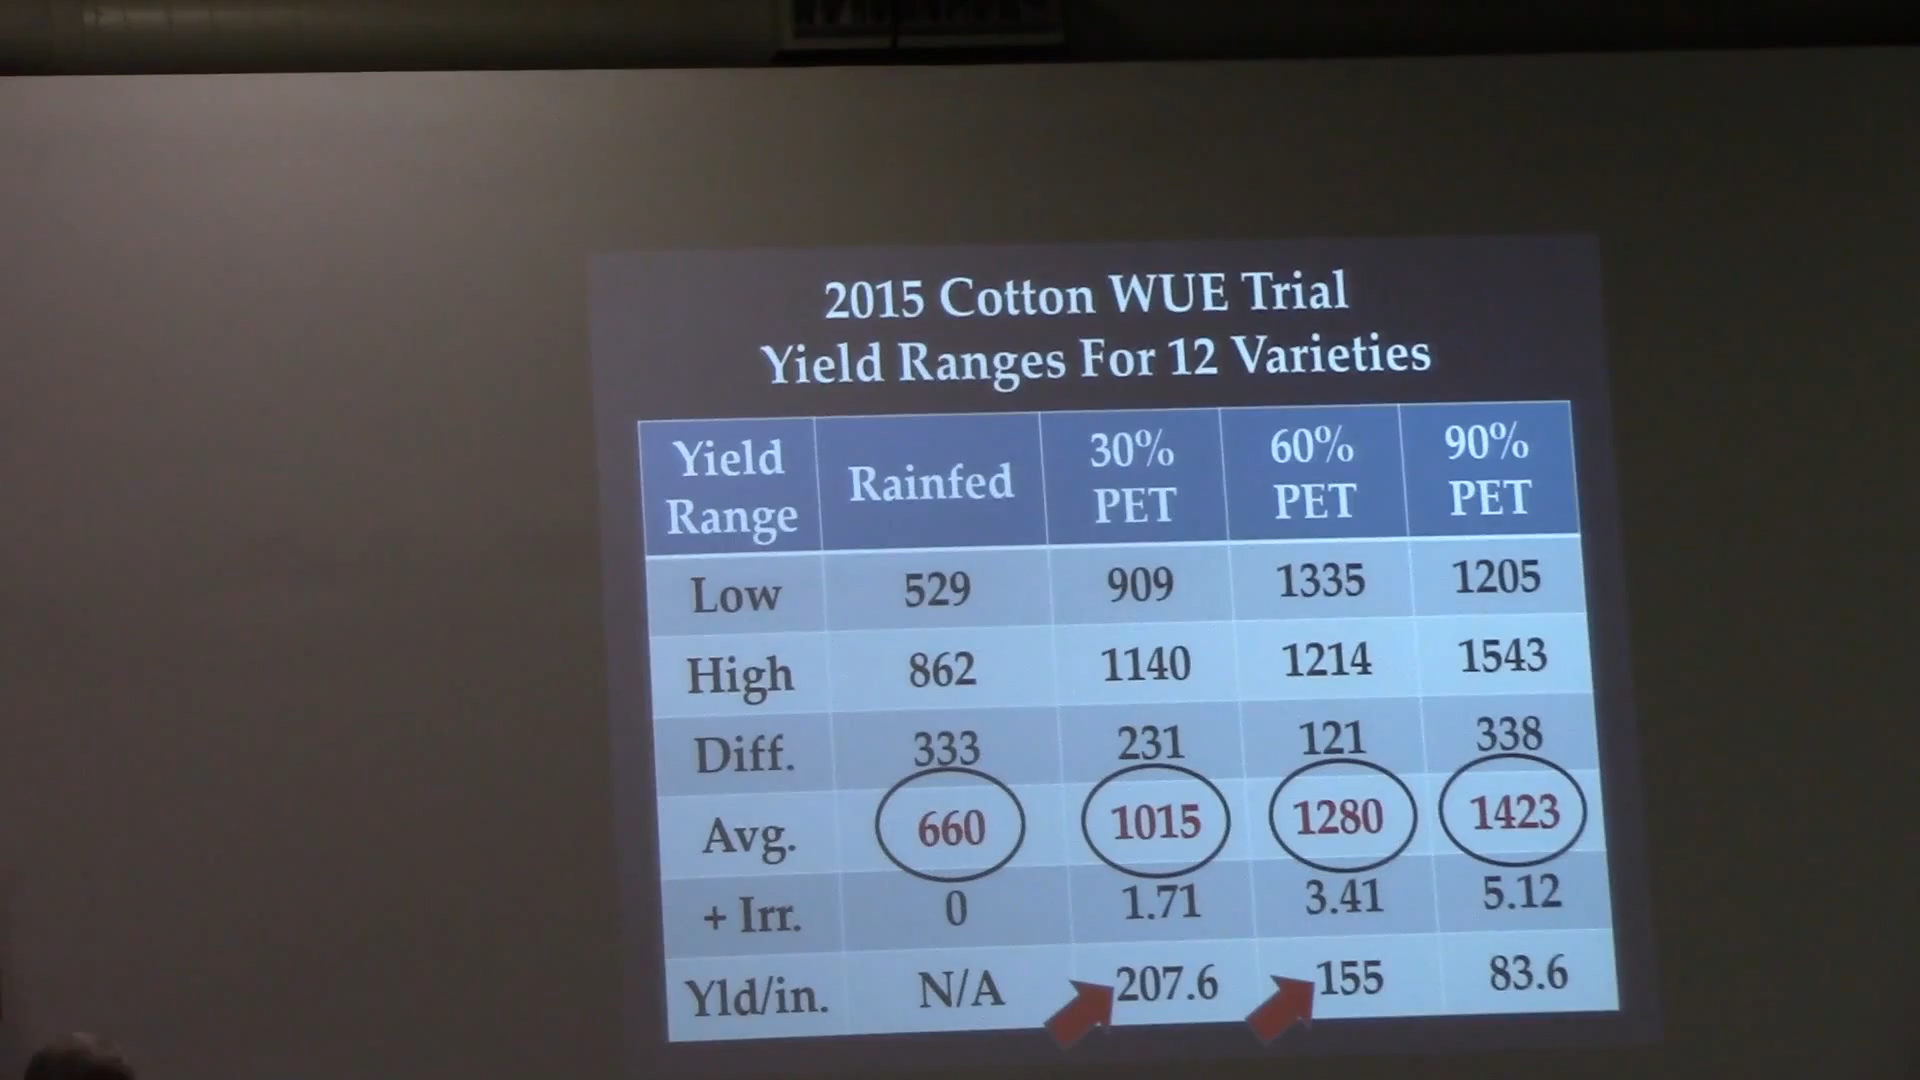 2015 Cotton WUE Trial
Yield Ranges For 12 Varieties
Yield Range Rainfed 30% PET 60% PET 90% PET
Low 529 909 1335 1205
High 862 1140 1214 1543
Diff. 333 231 121 338
Avg. 660 1015 1280 1423
+ Irr. 0 1.71 3.41 5.12
Yld/in. N/A 207.6 155 83.6